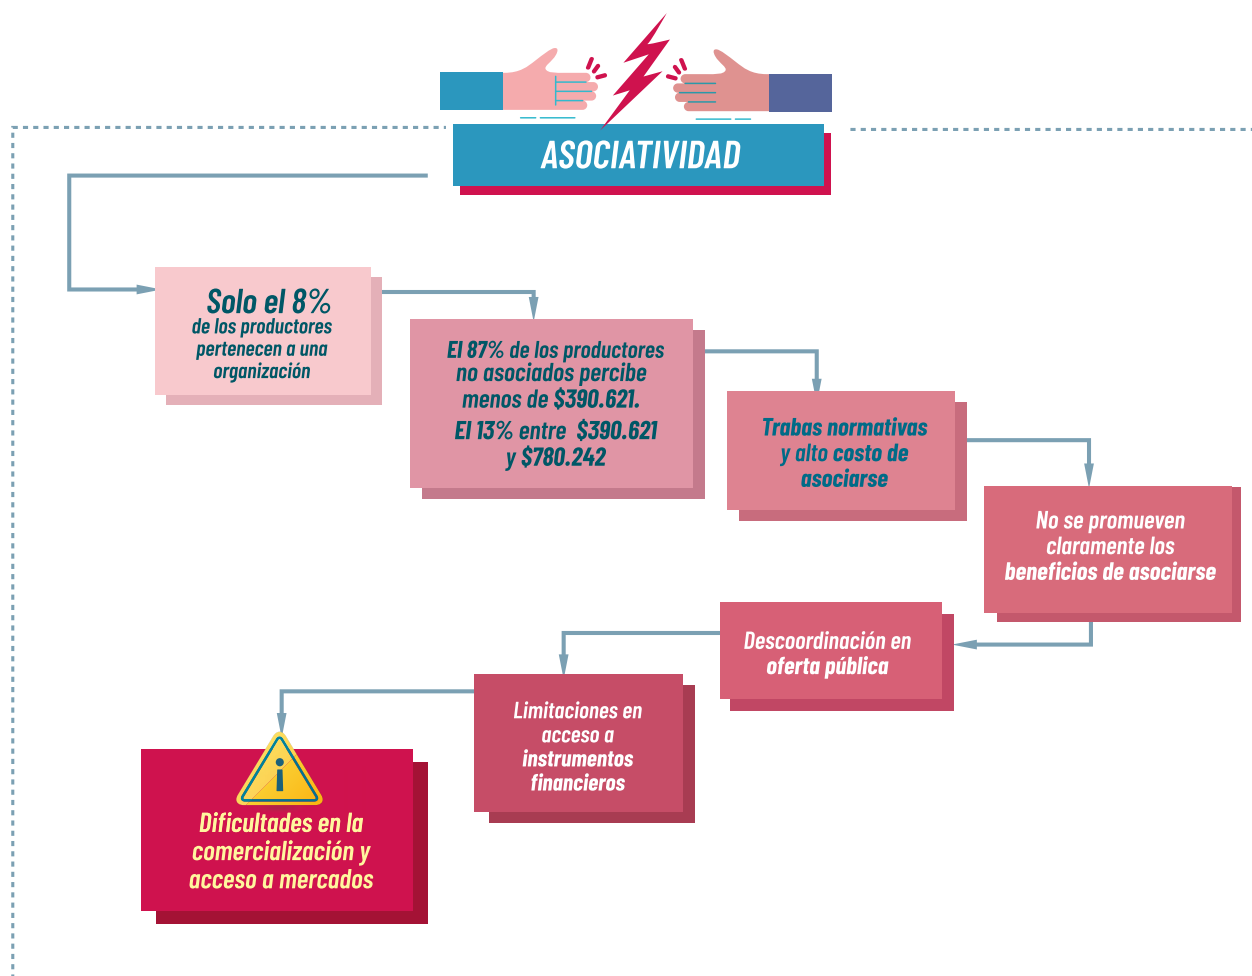 ASOCIATIVIDAD
Solo el 8%
de los productores
pertenecen a una
organización
El 87% de los productores
no asociados percibe
menos de $390.621.
El 13% entre $390.621
y $780.242
Trabas normativas
y alto costo de
asociarse
No se promueven
claramente los
beneficios de asociarse
Descoordinación en
oferta pública
Limitaciones en
acceso a
instrumentos
financieros
Dificultades en la
comercialización y
acceso a mercados